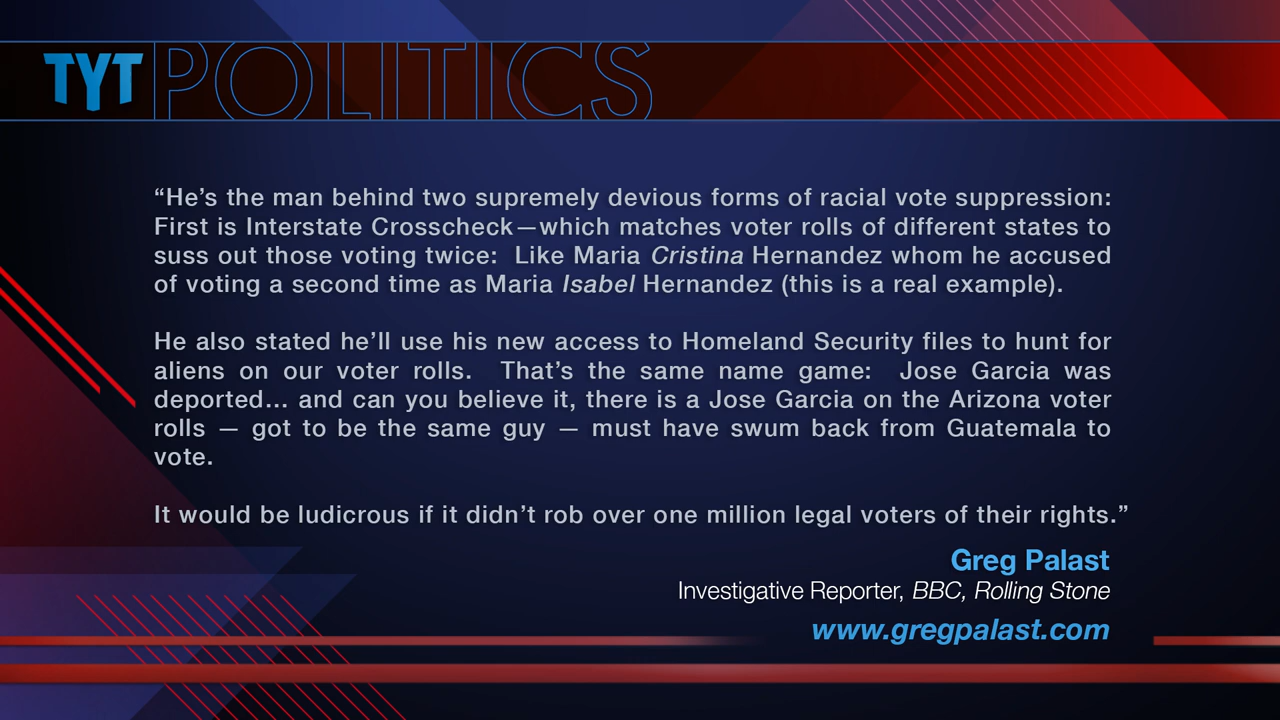 TYT POLITICS
“He’s the man behind two supremely devious forms of racial vote suppression:
First is Interstate Crosscheck—which matches voter rolls of different states to
suss out those voting twice:  Like Maria Cristina Hernandez whom he accused
of voting a second time as Maria Isabel Hernandez (this is a real example).
He also stated he’ll use his new access to Homeland Security files to hunt for
aliens on our voter rolls.  That’s the same name game:  Jose Garcia was
deported... and can you believe it, there is a Jose Garcia on the Arizona voter
rolls — got to be the same guy — must have swum back from Guatemala to
vote.
It would be ludicrous if it didn’t rob over one million legal voters of their rights.”
Greg Palast
Investigative Reporter, BBC, Rolling Stone
www.gregpalast.com